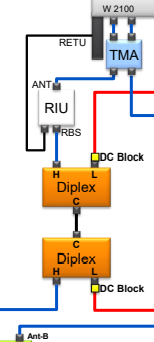 W 2100
RETU
TMA
ANT
RIU
RBS
DC Block
H L
Diplex
C
C
Diplex
H L
DC Block
Ant-B